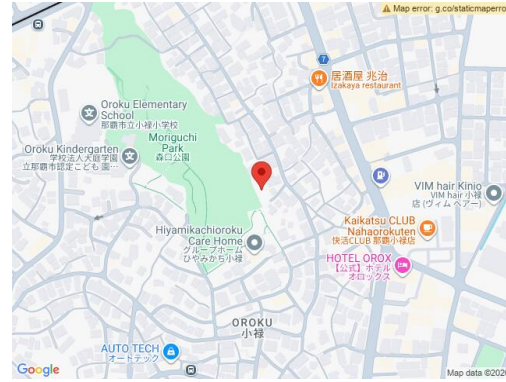 Map error: g.co/staticmaperro
7
居酒屋 兆治
Izakaya restaurant
Oroku Elementary
School
那覇市立小禄小学校
Moriguchi
Park
森口公園
Oroku Kindergarten
学校法人大庭学園
立那覇市認定こども 園…
VIM hair Kinio
VIM hair 小禄
店 (ヴィム ヘアー)
Kaikatsu CLUB
Nahaorokuten
快活CLUB 那覇小禄店
Hiyamikachioroku
Care Home
グループホーム
ひやみかち小禄
HOTEL OROX
【公式】ホテル
オロックス
OROKU
小禄
AUTO TECH
オートテック
Google
Map data ©2026